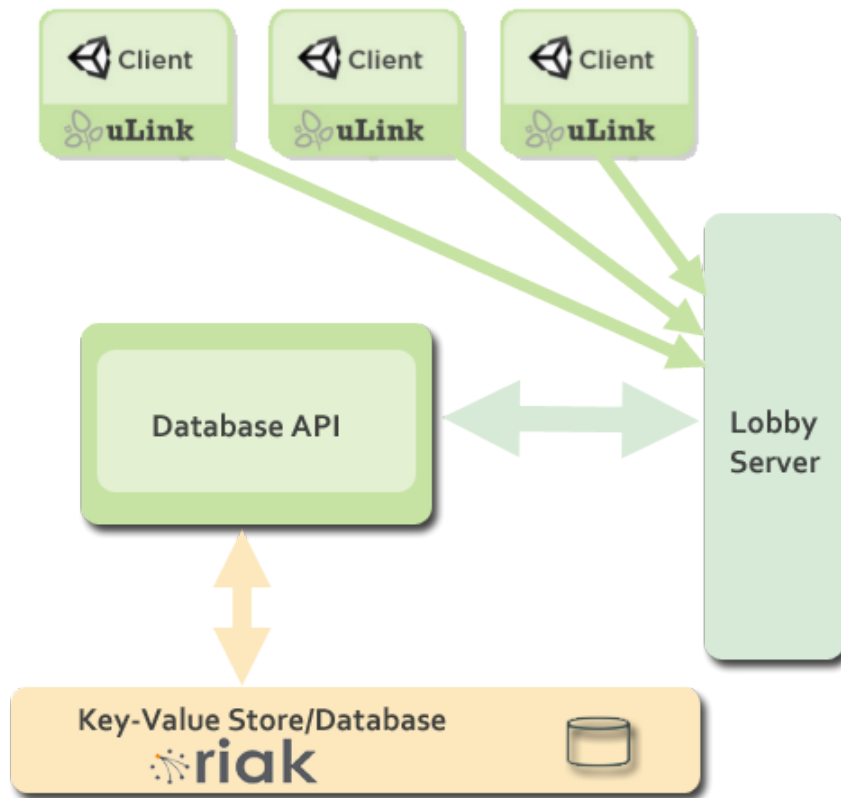 Client
uLink
Client
uLink
Client
uLink
Database API
Lobby
Server
Key-Value Store/Database
riak